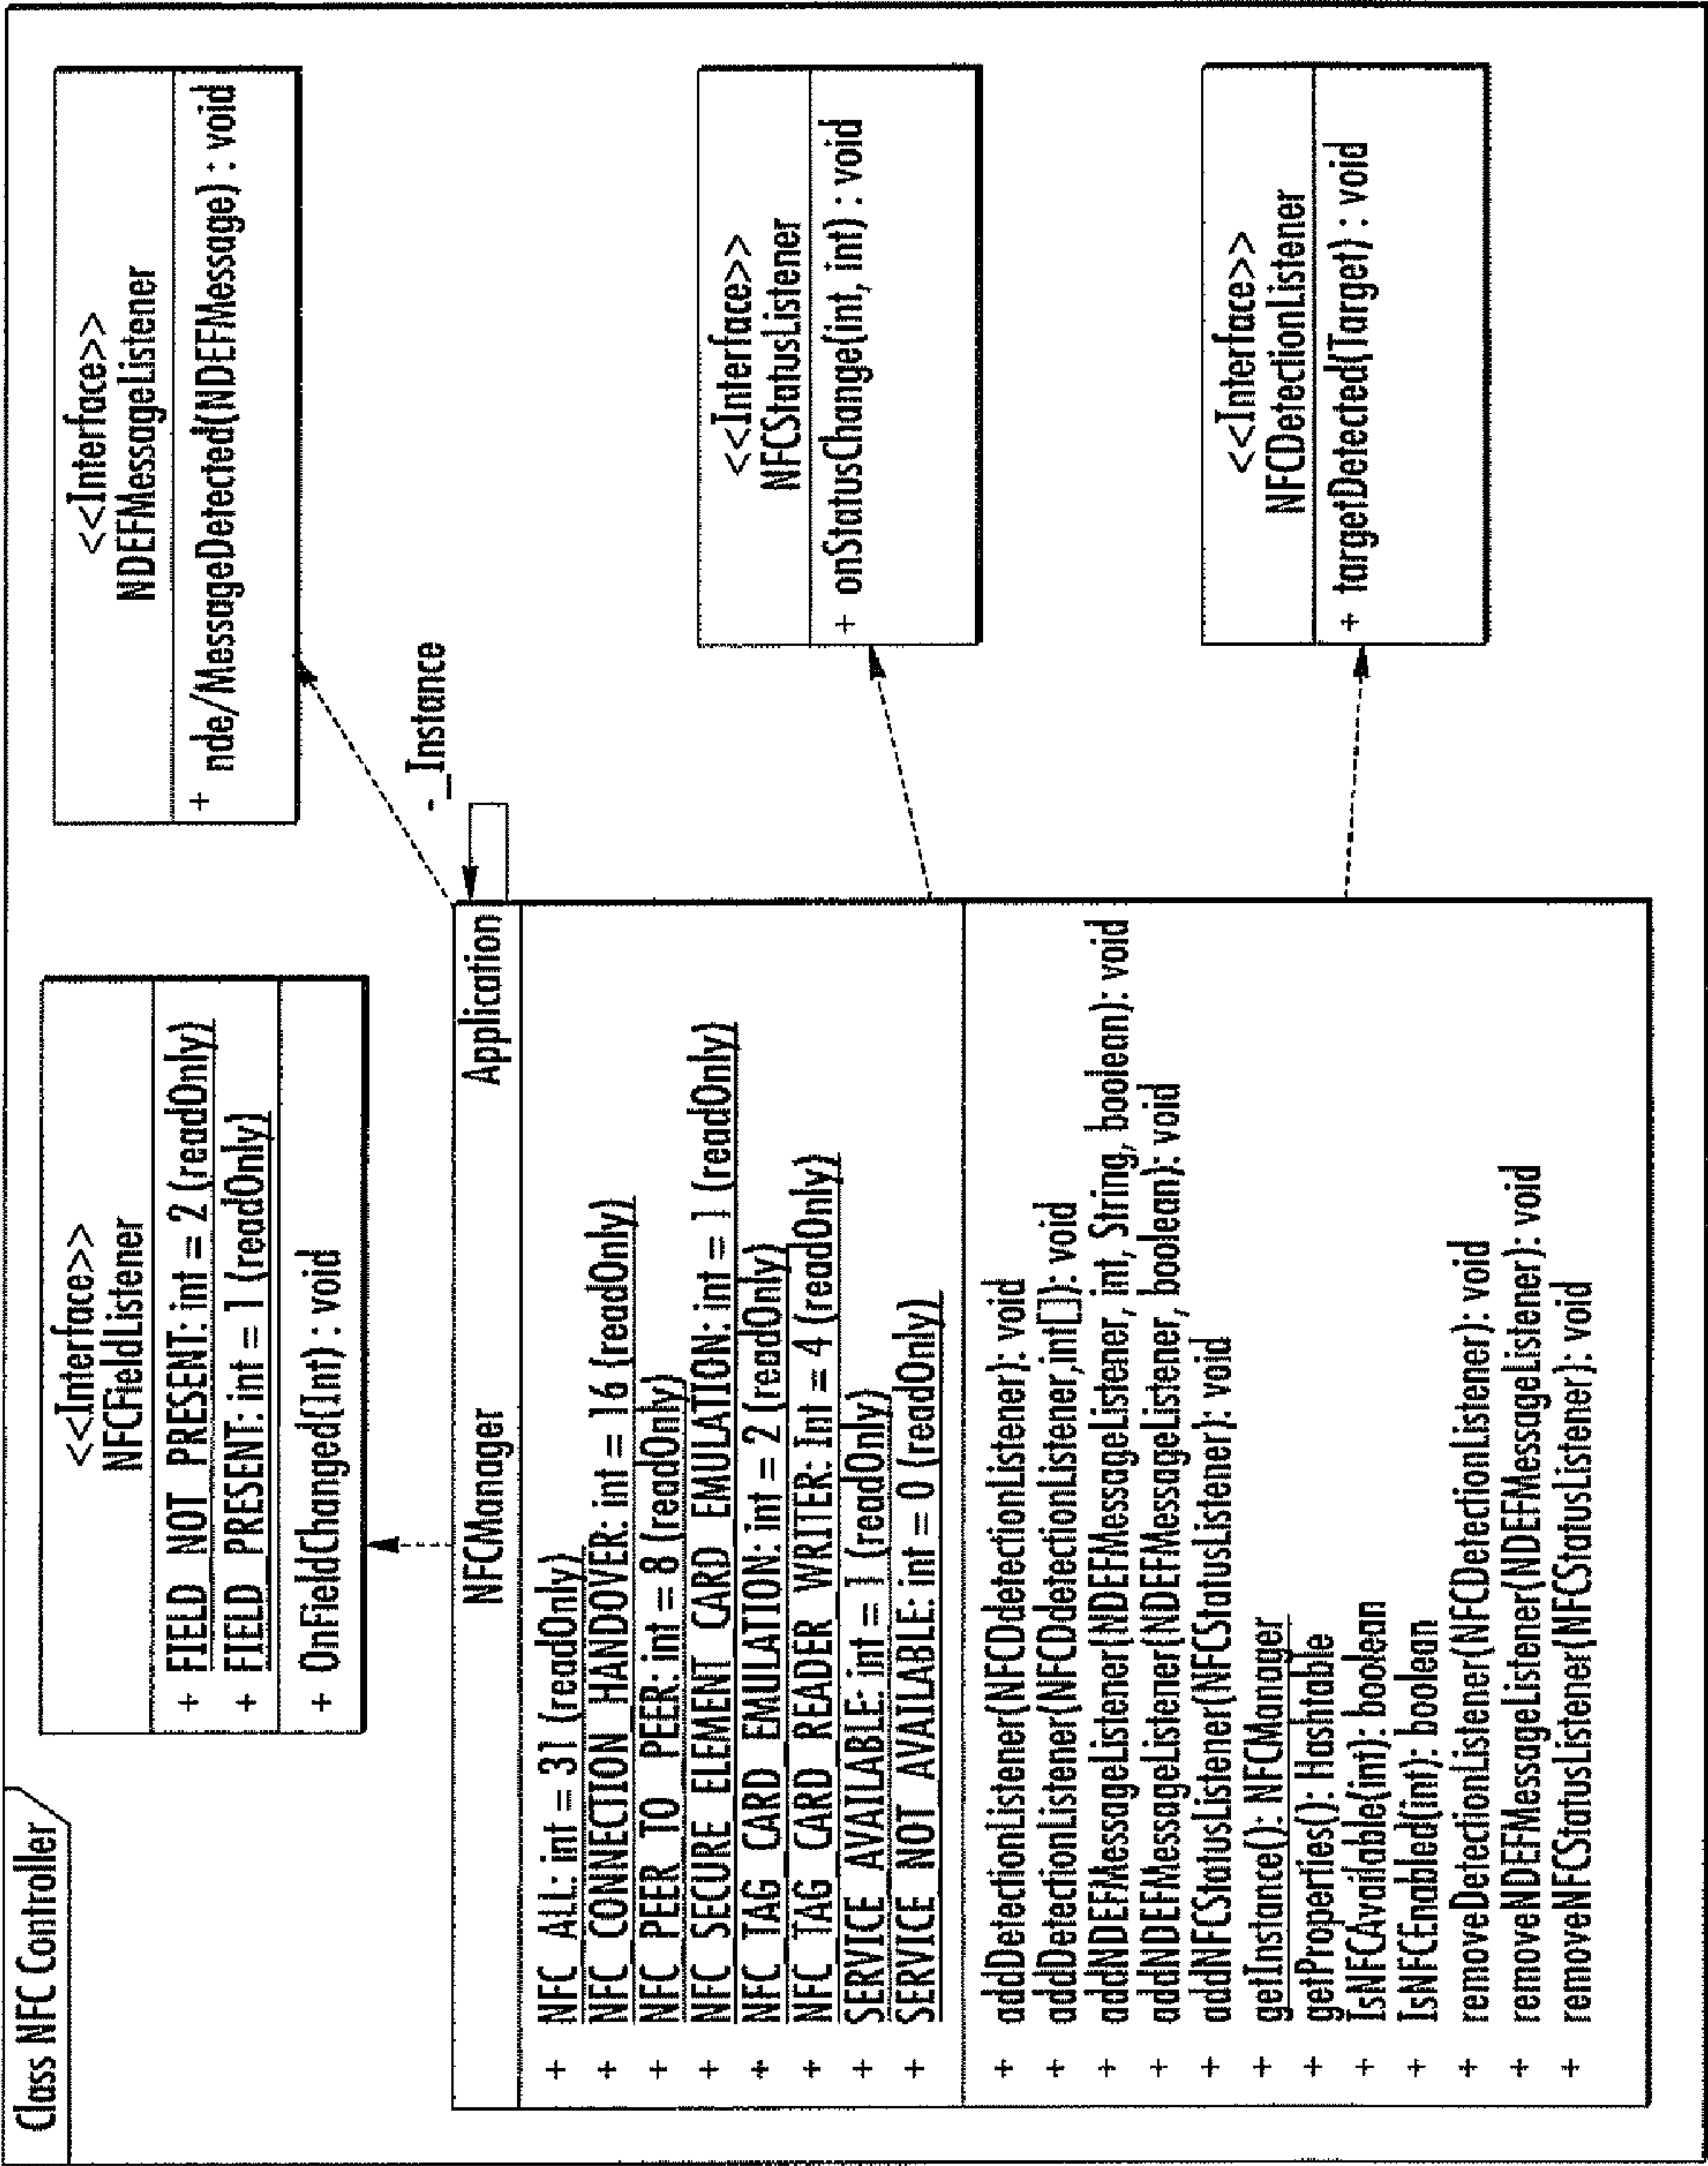 Class NFC Controller
<<Interface>>
NFCFieldListener
+ FIELD_NOT_PRESENT: int = 2 (readOnly)
+ FIELD_PRESENT: int = 1 (readOnly)
+ OnFieldChanged(Int) : void
<<Interface>>
NDEFMessageListener
+ nde/MessageDetected(NDEFMessage) : void
-_Instance
NFCManager Application
+ NFC_ALL: int = 31 (readOnly)
+ NFC_CONNECTION_HANDOVER: int = 16 (readOnly)
+ NFC_PEER_TO_PEER: int = 8 (readOnly)
+ NFC_SECURE_ELEMENT_CARD_EMULATION: int = 1 (readOnly)
+ NFC_TAG_CARD_EMULATION: int = 2 (readOnly)
+ NFC_TAG_CARD_READER_WRITER: Int = 4 (readOnly)
+ SERVICE_AVAILABLE: int = 1 (readOnly)
+ SERVICE_NOT_AVAILABLE: int = 0 (readOnly)
+ addDetectionListener(NFCDdetectionListener): void
+ addDetectionListener(NFCDdetectionListener,int[]): void
+ addNDEFMessageListener(NDEFMessageListener, int, String, boolean): void
+ addNDEFMessageListener(NDEFMessageListener, boolean): void
+ addNFCStatusListener(NFCStatusListener): void
+ getInstance(): NFCManager
+ getProperties(): Hashtable
+ IsNFCAvailable(int): boolean
+ IsNFCEnabled(int): boolean
+ removeDetectionListener(NFCDetectionListener): void
+ removeNDEFMessageListener(NDEFMessageListener): void
+ removeNFCStatusListener(NFCStatusListener): void
<<Interface>>
NFCStatusListener
+ onStatusChange(int, int) : void
<<Interface>>
NFCDetectionListener
+ targetDetected(Target) : void